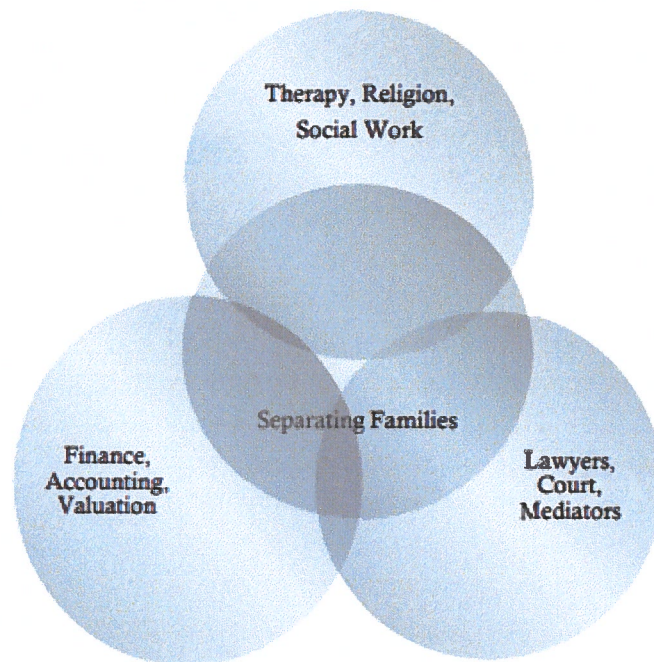 Therapy, Religion,
Social Work
Separating Families
Finance,
Accounting,
Valuation
Lawyers,
Court,
Mediators